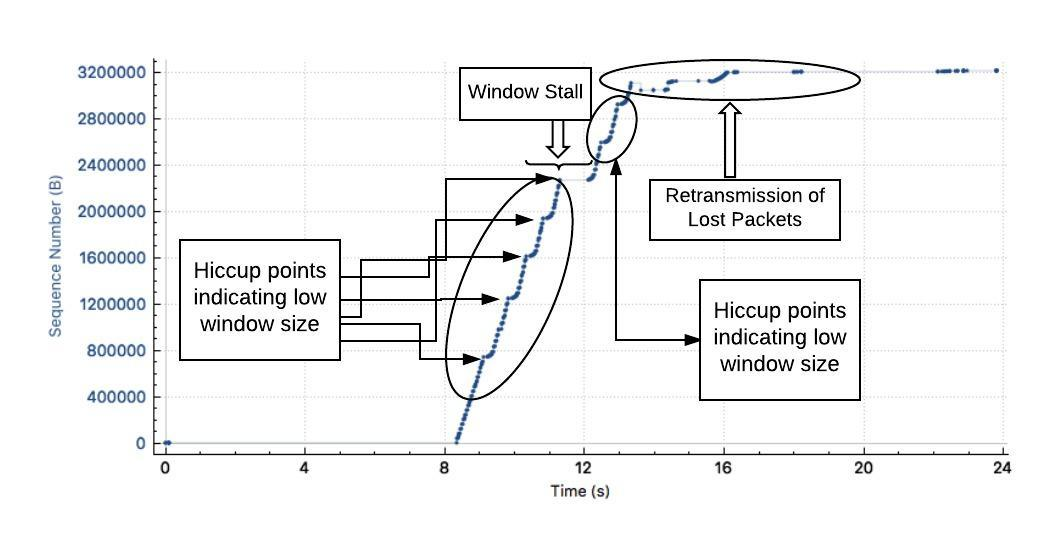 3200000
2800000
2400000
2000000
1600000
1200000
800000
400000
0
Sequence Number (B)
Window Stall
Retransmission of
Lost Packets
Hiccup points
indicating low
window size
Hiccup points
indicating low
window size
0 4 8 12 16 20 24
Time (s)